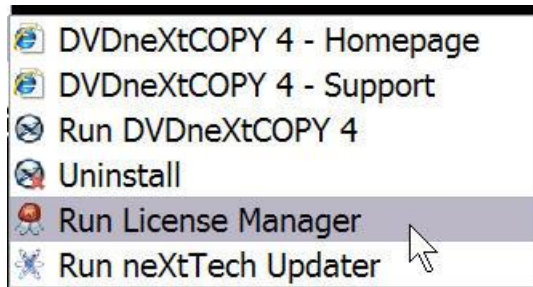 DVDneXtCOPY 4 - Homepage
DVDneXtCOPY 4 - Support
Run DVDneXtCOPY 4
Uninstall
Run License Manager
Run neXtTech Updater